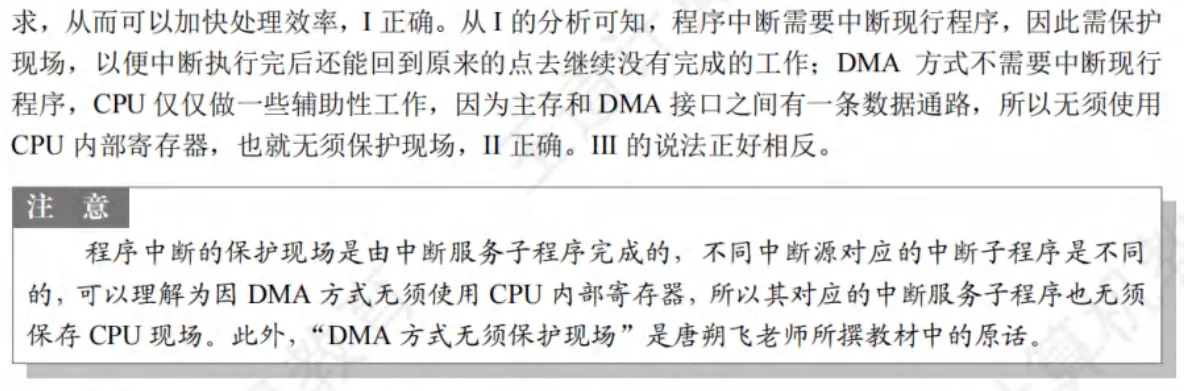 求，从而可以加快处理效率，I 正确。从 I 的分析可知，程序中断需要中断现行程序，因此需保护
现场，以便中断执行完后还能回到原来的点去继续没有完成的工作；DMA 方式不需要中断现行
程序，CPU 仅仅做一些辅助性工作，因为主存和 DMA 接口之间有一条数据通路，所以无须使用
CPU 内部寄存器，也就无须保护现场，II 正确。III 的说法正好相反。
注 意
程序中断的保护现场是由中断服务子程序完成的，不同中断源对应的中断子程序是不同
的，可以理解为因 DMA 方式无须使用 CPU 内部寄存器，所以其对应的中断服务子程序也无须
保存 CPU 现场。此外，“DMA 方式无须保护现场”是唐朔飞老师所撰教材中的原话。